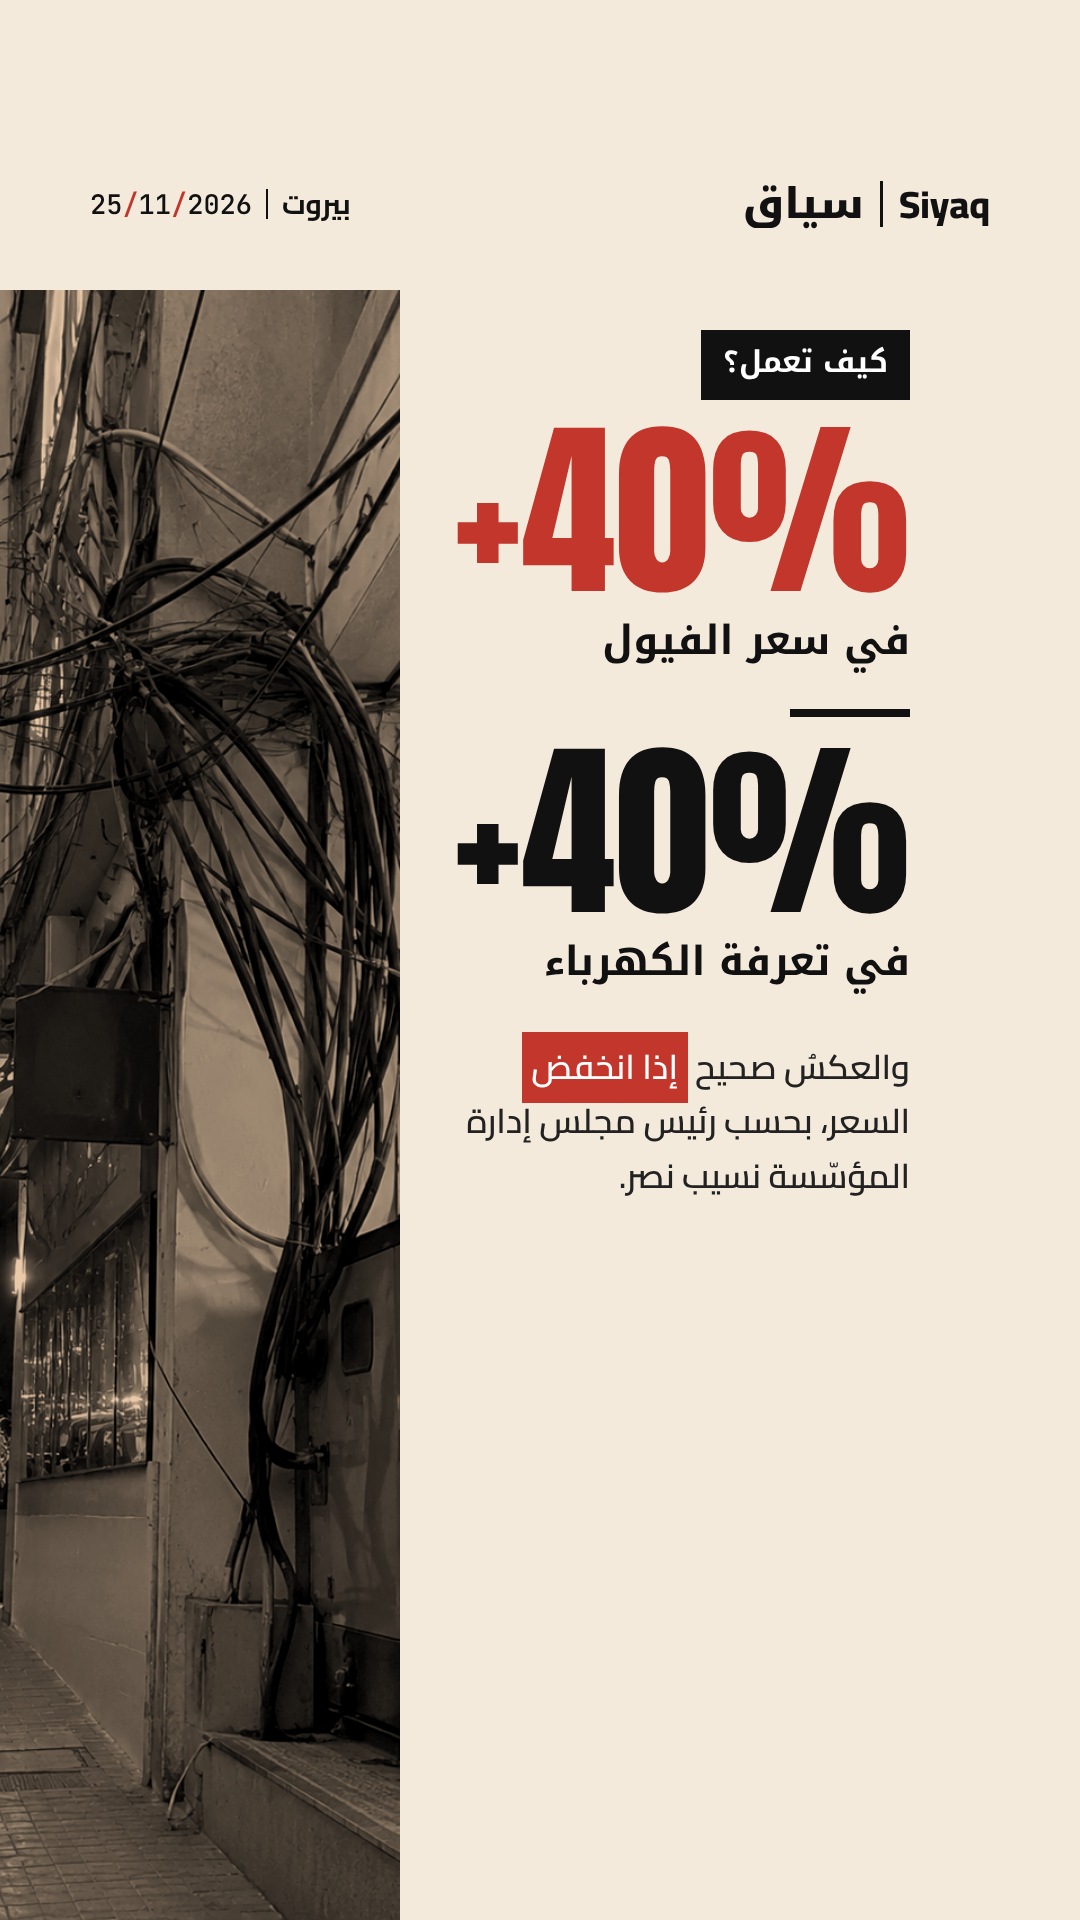 Siyaq | سياق
بيروت | 25/11/2026
كيف تعمل؟
+40%
في سعر الفيول
+40%
في تعرفة الكهرباء
والعكسُ صحيح إذا انخفض
السعر، بحسب رئيس مجلس إدارة
المؤسّسة نسيب نصر.